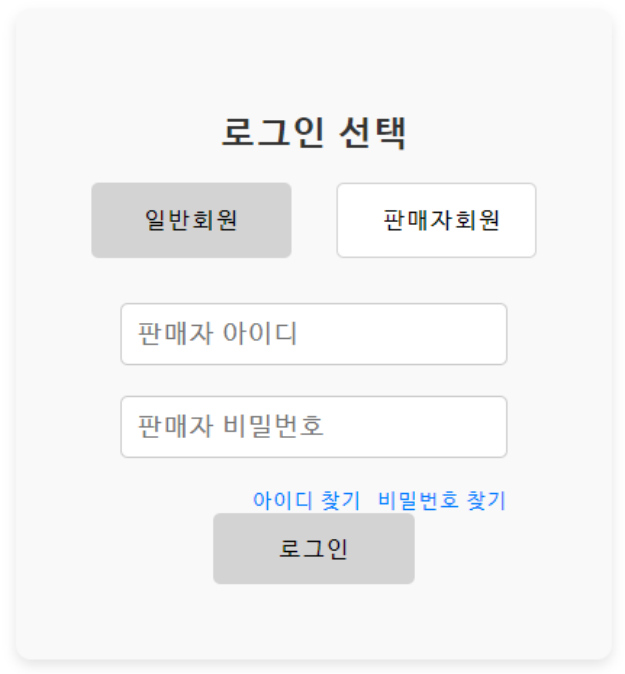 로그인 선택
일반회원 판매자회원
판매자 아이디
판매자 비밀번호
아이디 찾기 비밀번호 찾기
로그인